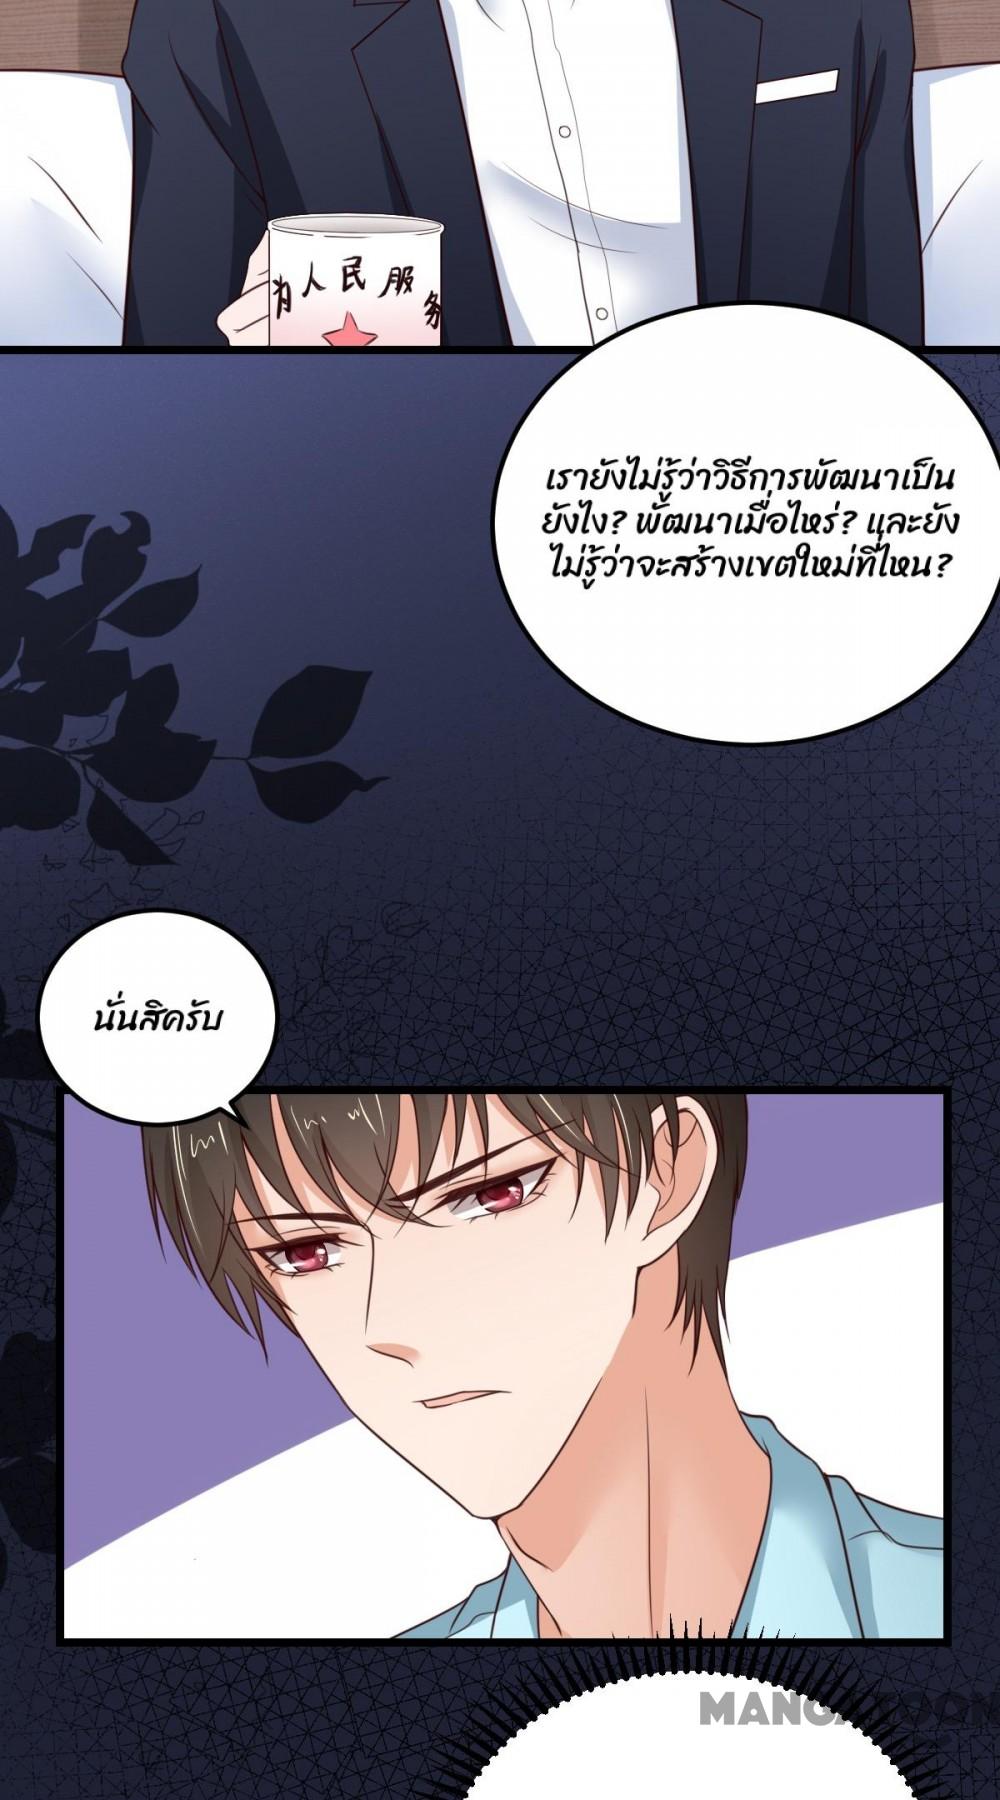 为人民服务
เรายังไม่รู้ว่าวิธีการพัฒนาเป็น
ยังไง? พัฒนาเมื่อไหร่? และยัง
ไม่รู้ว่าจะสร้างเขตใหม่ที่ไหน?
นั่นสิครับ
MANGATOON